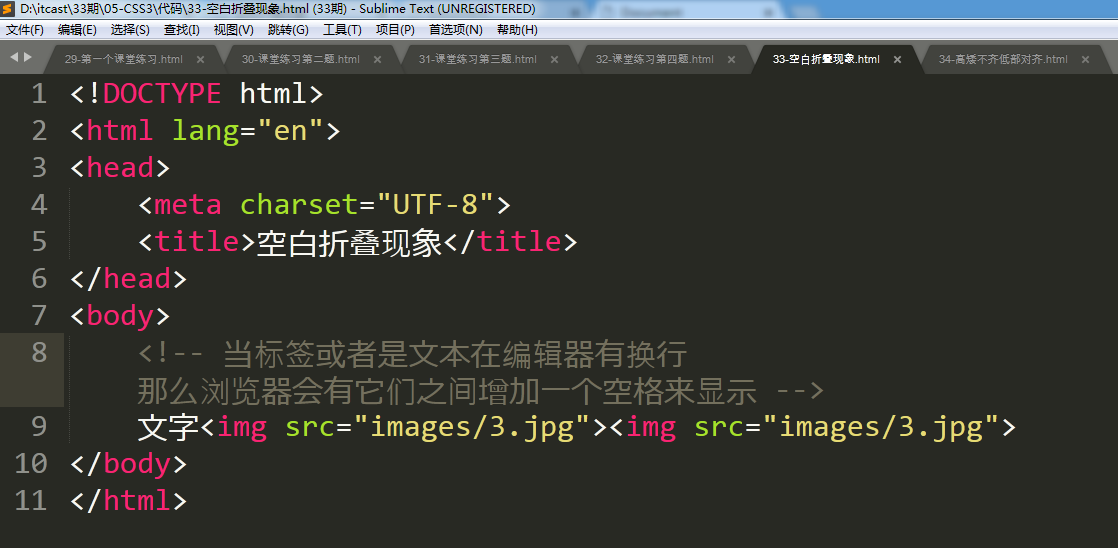 D:\itcast\33期\05-CSS3\代码\33-空白折叠现象.html (33期) - Sublime Text (UNREGISTERED)
Document
文件(F) 编辑(E) 选择(S) 查找(I) 视图(V) 跳转(G) 工具(T) 项目(P) 首选项(N) 帮助(H)
29-第一个课堂练习.html 30-课堂练习第二题.html 31-课堂练习第三题.html 32-课堂练习第四题.html 33-空白折叠现象.html 34-高矮不齐低部对齐.html
1 <!DOCTYPE html>
2 <html lang="en">
3 <head>
4 <meta charset="UTF-8">
5 <title>空白折叠现象</title>
6 </head>
7 <body>
8 <!-- 当标签或者是文本在编辑器有换行
那么浏览器会有它们之间增加一个空格来显示 -->
9 文字<img src="images/3.jpg"><img src="images/3.jpg">
10 </body>
11 </html>